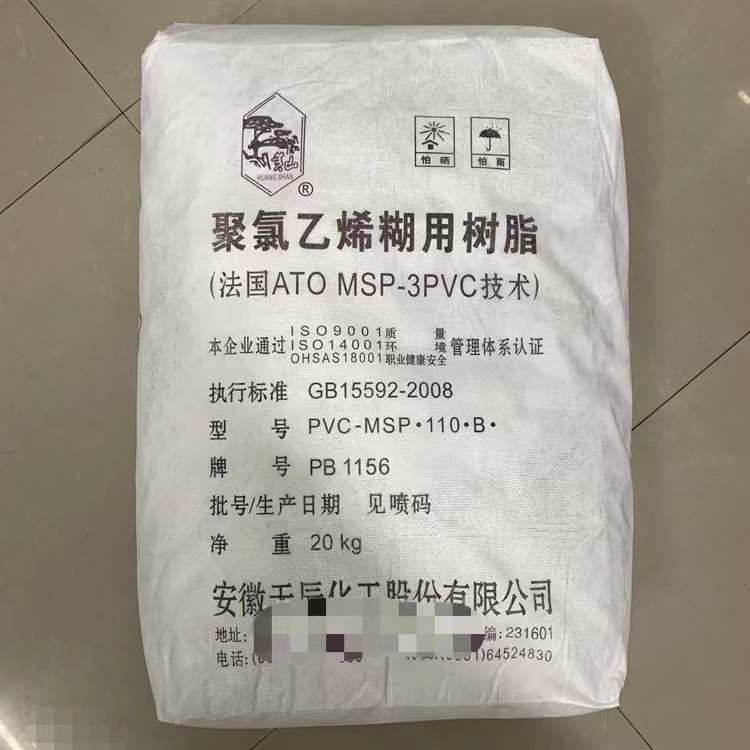 黄山
HUANG SHAN
®
怕晒
怕雨
聚氯乙烯糊用树脂
(法国ATO MSP-3PVC技术)
本企业通过 ISO9001质量 ISO14001环境 OHSAS18001职业健康安全 管理体系认证
执行标准 GB15592-2008
型号 PVC-MSP·110·B·
牌号 PB 1156
批号/生产日期 见喷码
净重 20 kg
安徽天辰化工股份有限公司
地址: 编:231601
电话:( 64524830